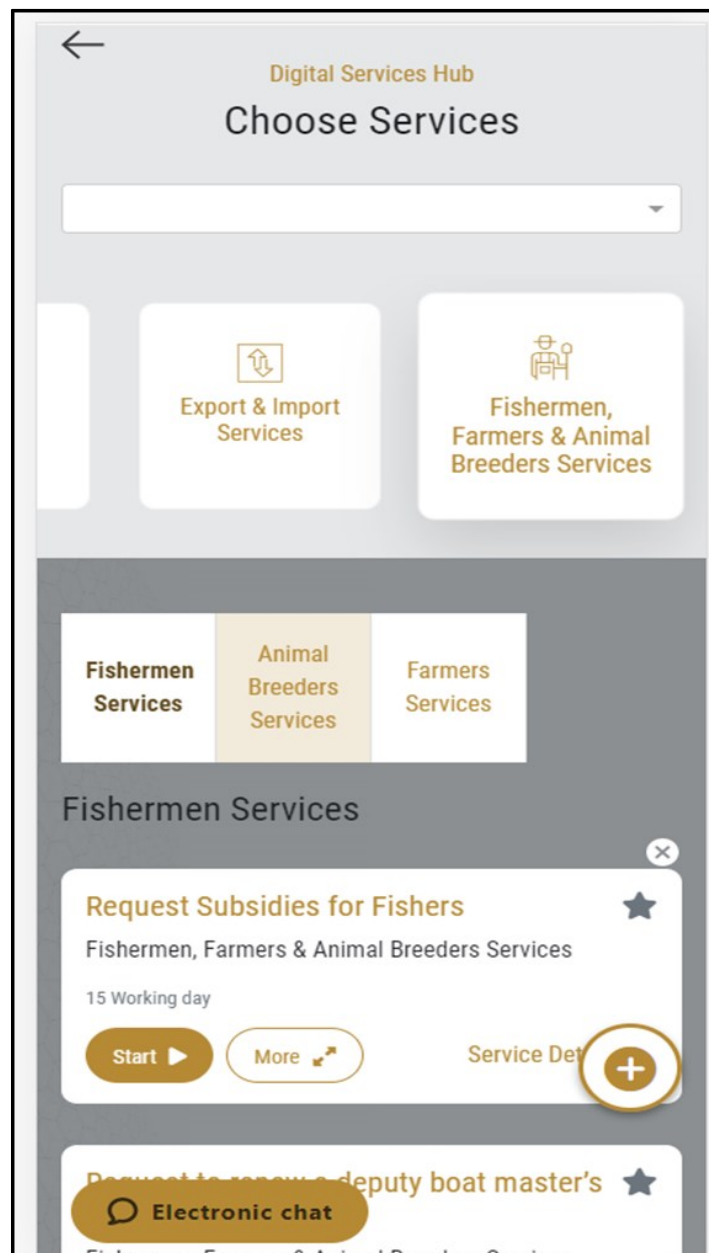 Digital Services Hub
Choose Services
Export & Import
Services
Fishermen,
Farmers & Animal
Breeders Services
Fishermen
Services
Animal
Breeders
Services
Farmers
Services
Fishermen Services
Request Subsidies for Fishers
Fishermen, Farmers & Animal Breeders Services
15 Working day
Start
More
Service Det
Request to renew a deputy boat master's
Electronic chat